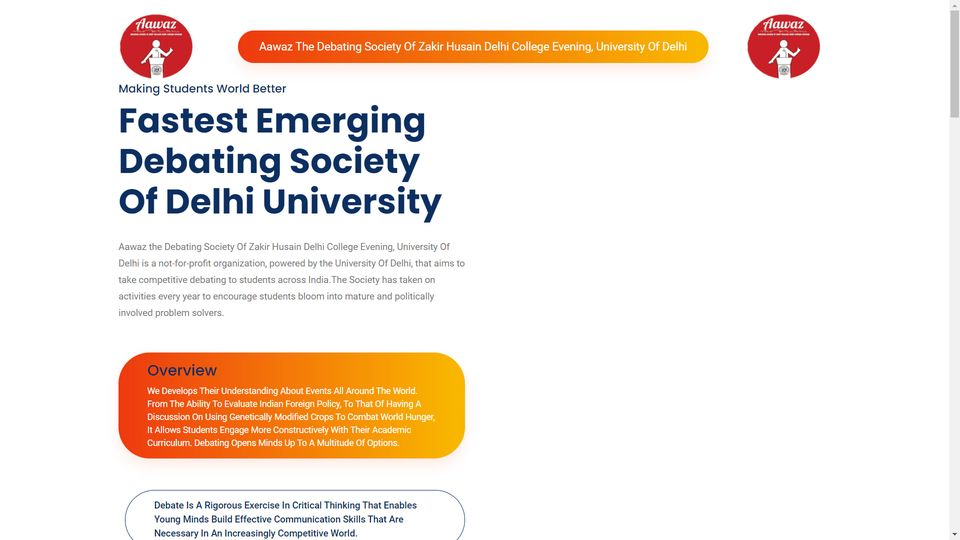 Aawaz
Aawaz The Debating Society Of Zakir Husain Delhi College Evening, University Of Delhi
Aawaz
Making Students World Better
Fastest Emerging
Debating Society
Of Delhi University
Aawaz the Debating Society Of Zakir Husain Delhi College Evening, University Of
Delhi is a not-for-profit organization, powered by the University Of Delhi, that aims to
take competitive debating to students across India.The Society has taken on
activities every year to encourage students bloom into mature and politically
involved problem solvers.
Overview
We Develops Their Understanding About Events All Around The World.
From The Ability To Evaluate Indian Foreign Policy, To That Of Having A
Discussion On Using Genetically Modified Crops To Combat World Hunger,
It Allows Students Engage More Constructively With Their Academic
Curriculum. Debating Opens Minds Up To A Multitude Of Options.
Debate Is A Rigorous Exercise In Critical Thinking That Enables
Young Minds Build Effective Communication Skills That Are
Necessary In An Increasingly Competitive World.